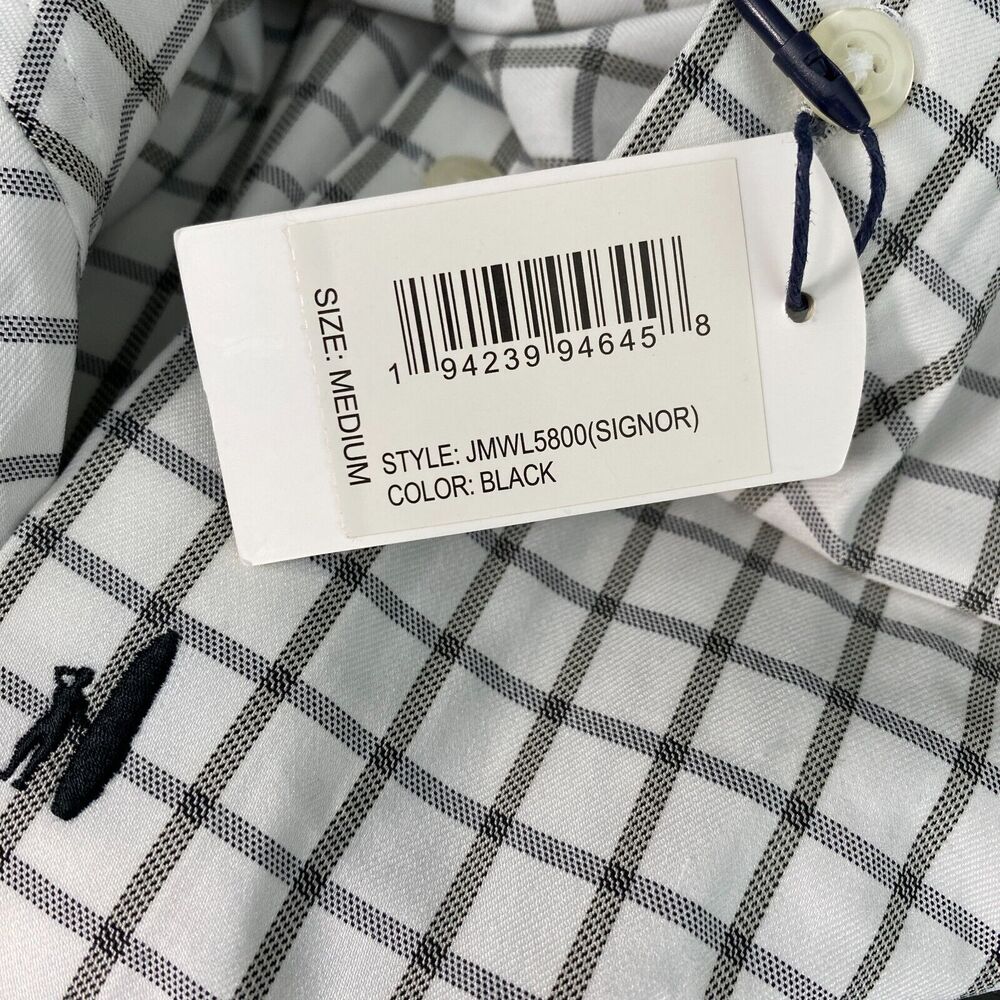 SIZE: MEDIUM
1 94239 94645 8
STYLE: JMWL5800(SIGNOR)
COLOR: BLACK